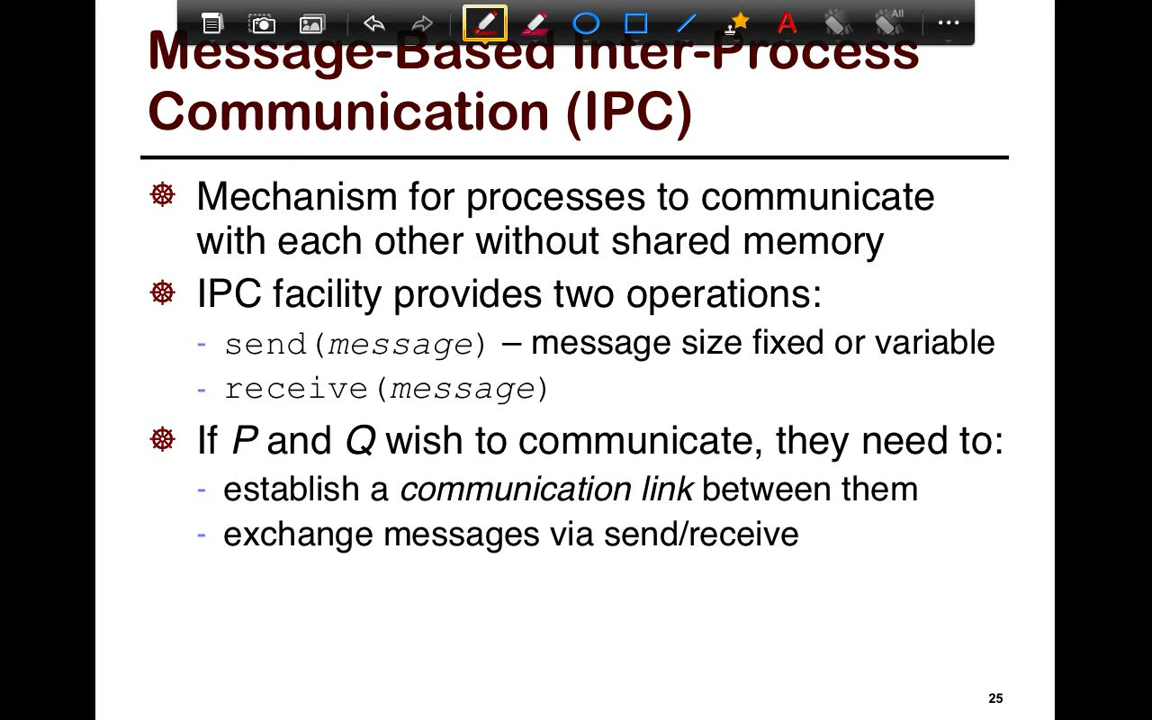 All
A
Message-Based Inter-Process
Communication (IPC)
Mechanism for processes to communicate
with each other without shared memory
IPC facility provides two operations:
- send(message) – message size fixed or variable
- receive(message)
If P and Q wish to communicate, they need to:
- establish a communication link between them
- exchange messages via send/receive
25